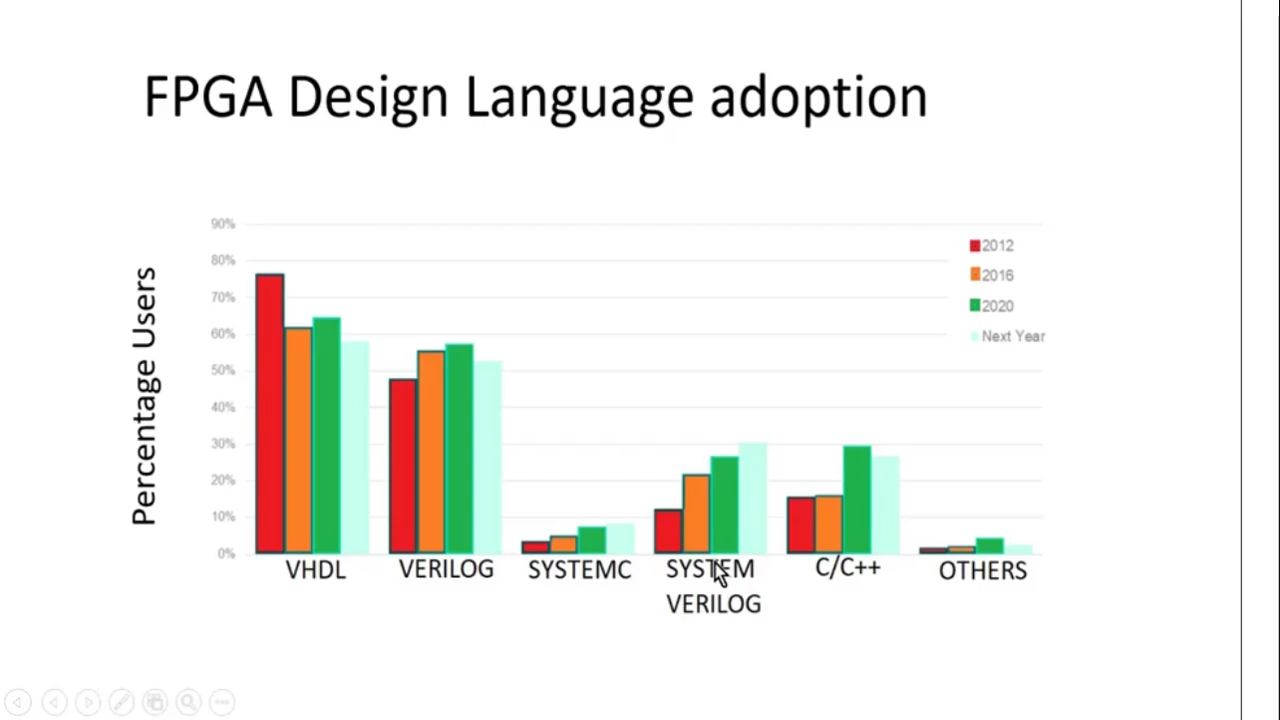 FPGA Design Language adoption
Percentage Users
90%
80%
70%
60%
50%
40%
30%
20%
10%
0%
2012
2016
2020
Next Year
VHDL
VERILOG
SYSTEMC
SYSTEM
VERILOG
C/C++
OTHERS